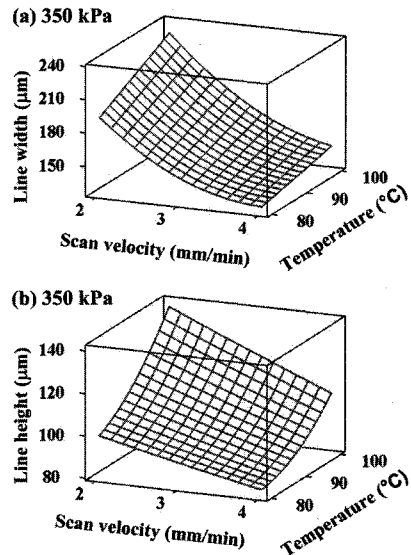 (a) 350 kPa
Line width (μm)
240
210
180
150
2
3
4
Scan velocity (mm/min)
80
90
100
Temperature (°C)
(b) 350 kPa
Line height (μm)
140
120
100
80
2
3
4
Scan velocity (mm/min)
80
90
100
Temperature (°C)